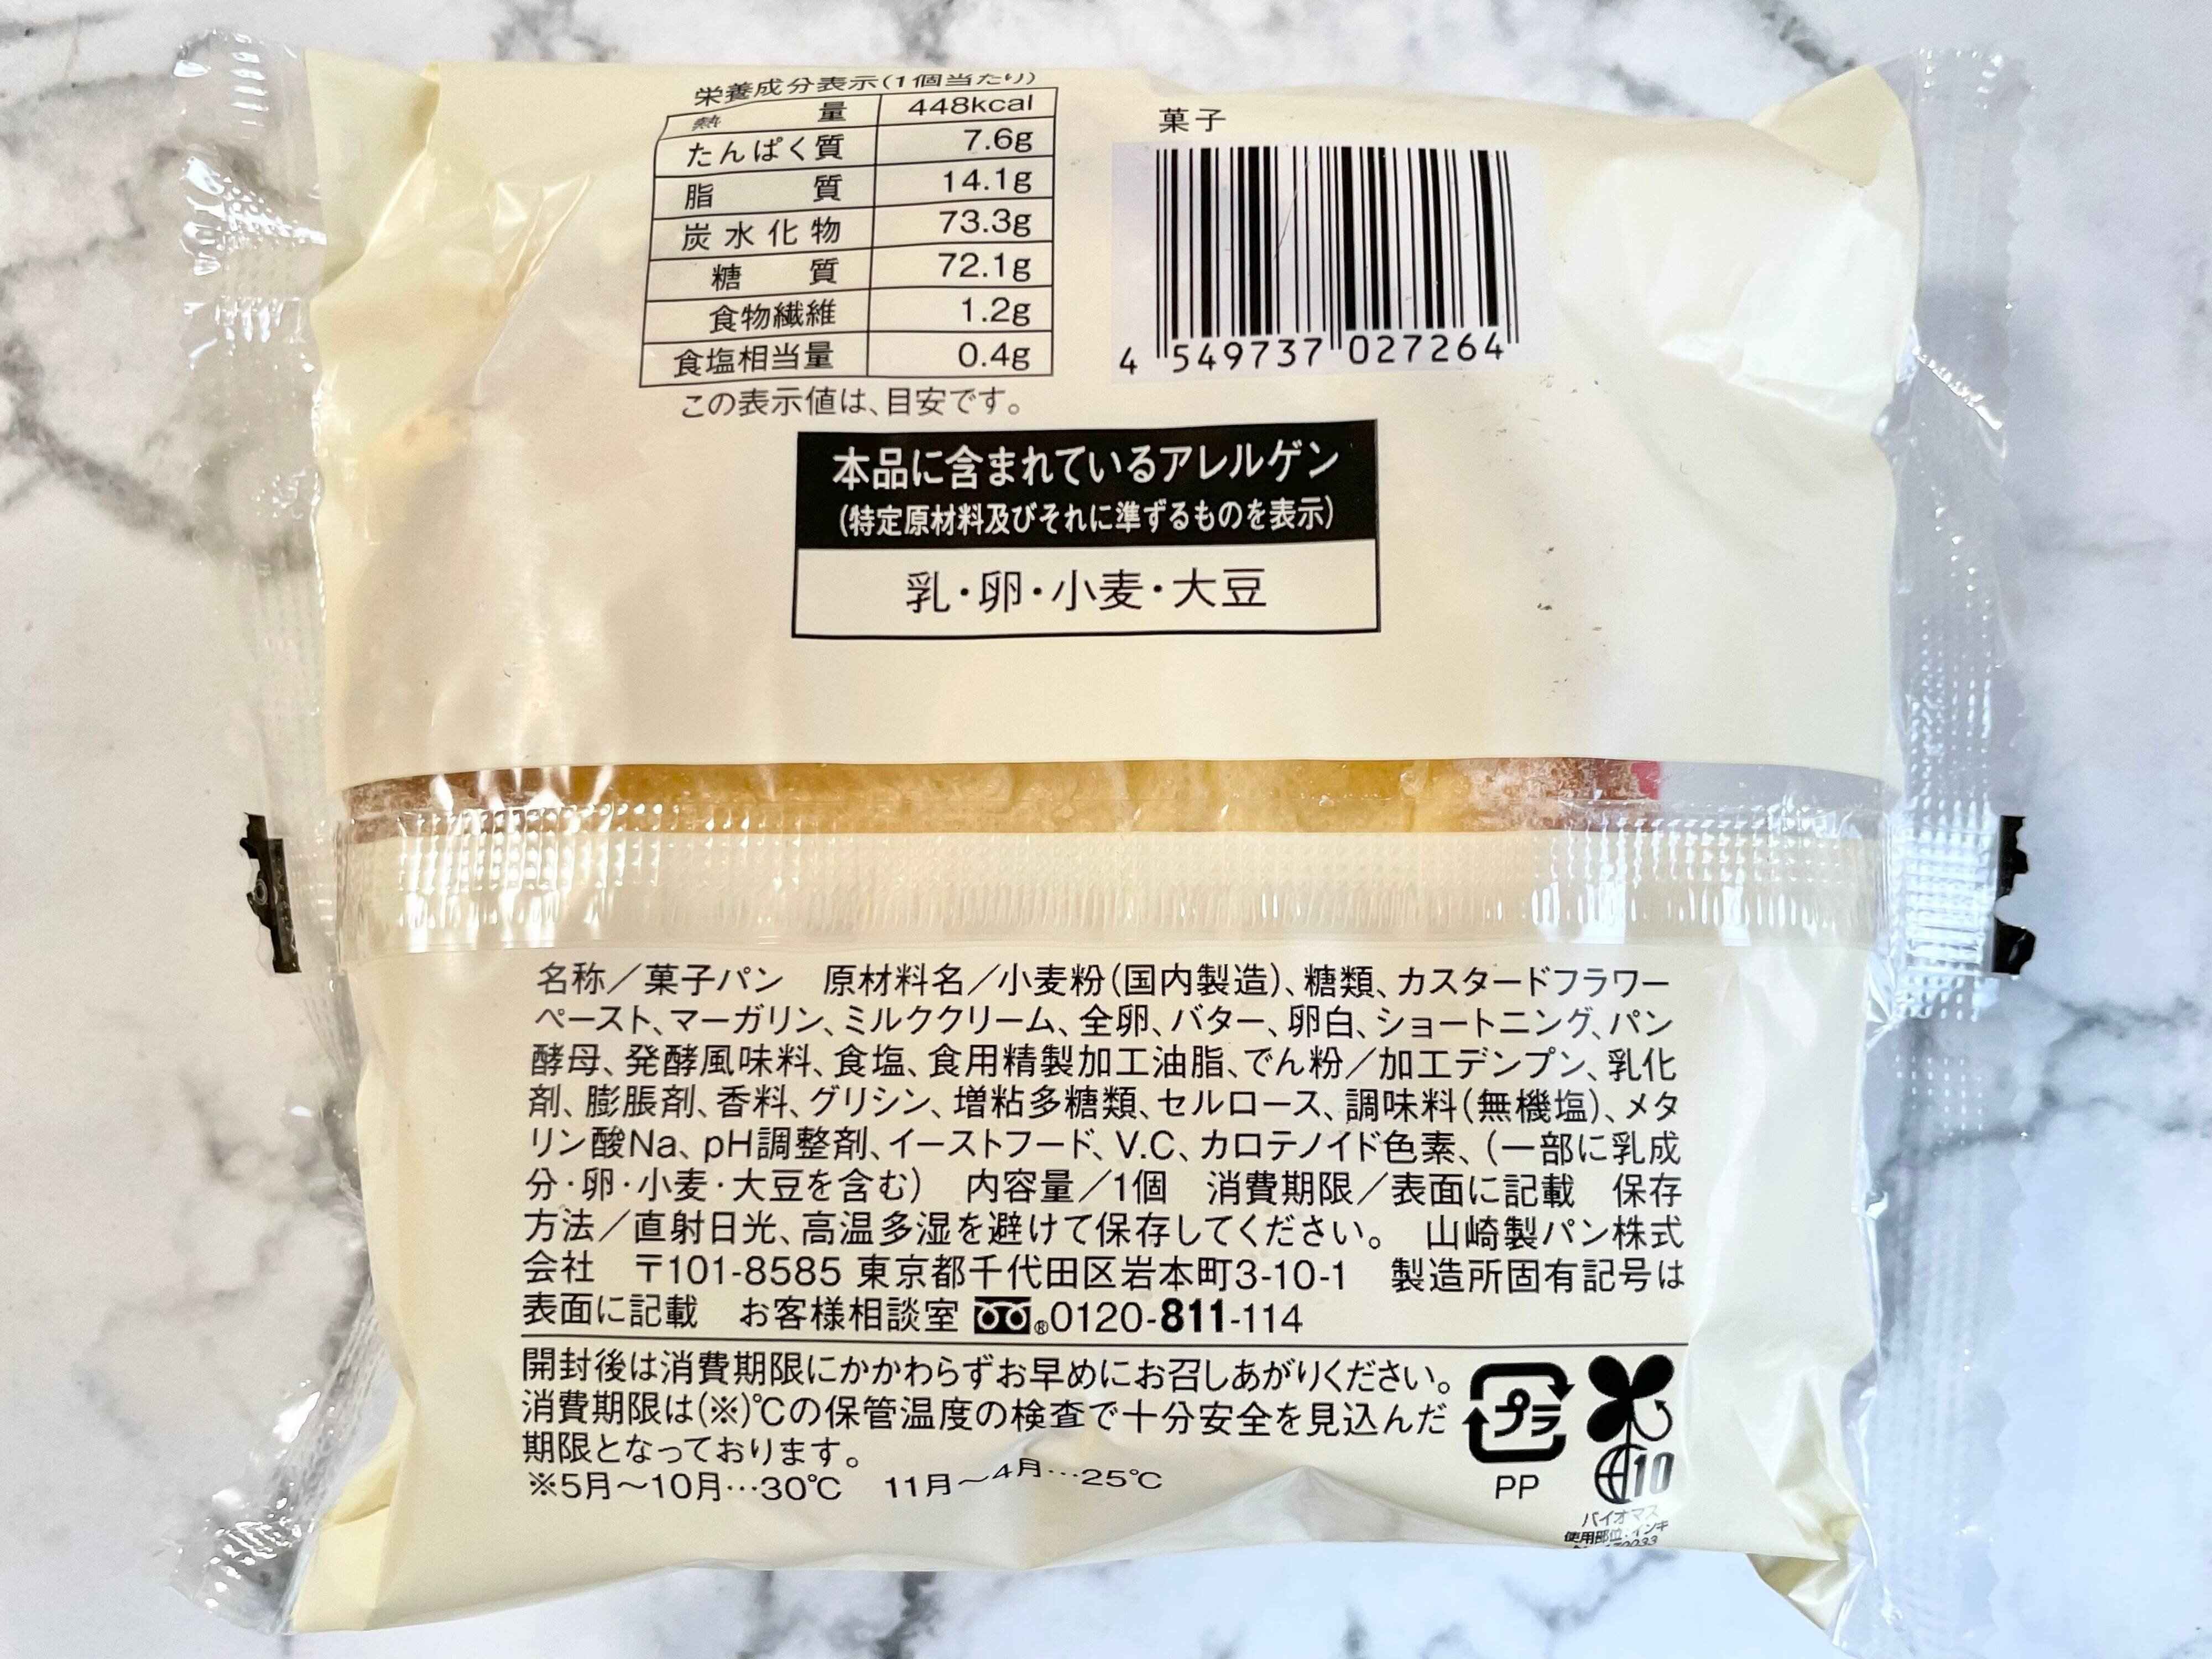 栄養成分表示(1個当たり)
熱量 448kcal
たんぱく質 7.6g
脂質 14.1g
炭水化物 73.3g
糖質 72.1g
食物繊維 1.2g
食塩相当量 0.4g
この表示値は、目安です。
菓子
4 549737 027264
本品に含まれているアレルゲン
(特定原材料及びそれに準ずるものを表示)
乳・卵・小麦・大豆
名称/菓子パン 原材料名/小麦粉(国内製造)、糖類、カスタードフラワー
ペースト、マーガリン、ミルククリーム、全卵、バター、卵白、ショートニング、パン
酵母、発酵風味料、食塩、食用精製加工油脂、でん粉/加工デンプン、乳化
剤、膨脹剤、香料、グリシン、増粘多糖類、セルロース、調味料(無機塩)、メタ
リン酸Na、pH調整剤、イーストフード、V.C、カロテノイド色素、(一部に乳成
分・卵・小麦・大豆を含む) 内容量/1個 消費期限/表面に記載 保存
方法/直射日光、高温多湿を避けて保存してください。 山崎製パン株式
会社 〒101-8585 東京都千代田区岩本町3-10-1 製造所固有記号は
表面に記載 お客様相談室 ®0120-811-114
開封後は消費期限にかかわらずお早めにお召しあがりください。
消費期限は(※)℃の保管温度の検査で十分安全を見込んだ
期限となっております。
※5月～10月…30℃ 11月～4月…25℃
プラ
PP
10
バイオマス
使用部位:インキ